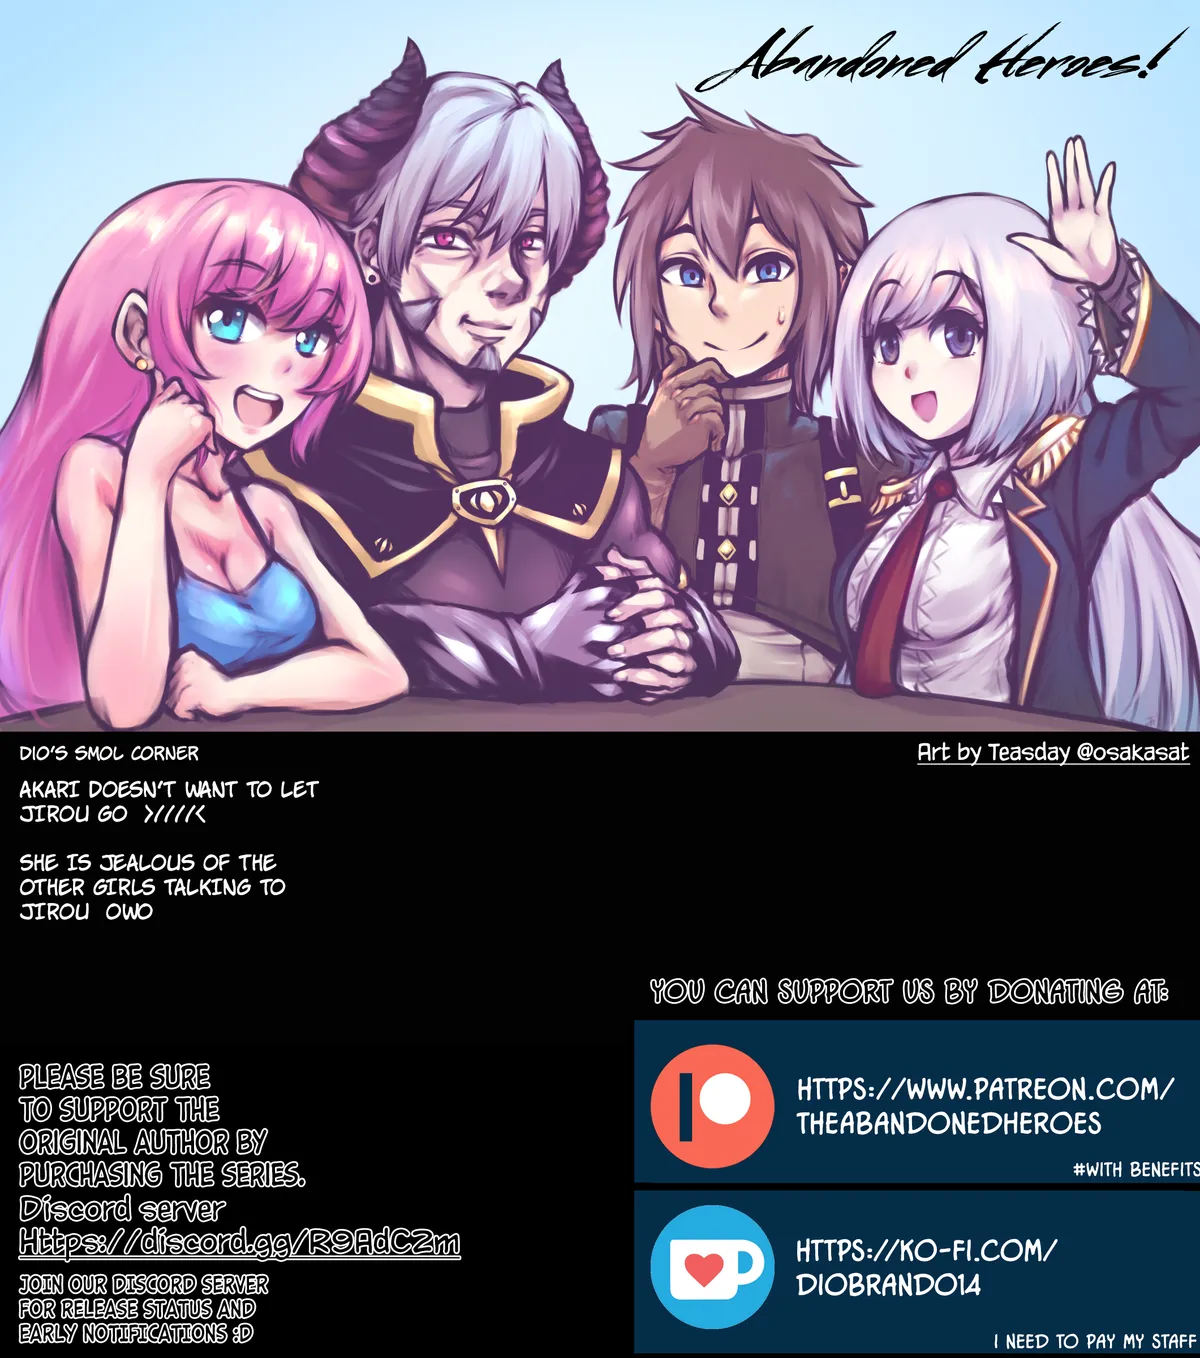 Abandoned Heroes!
DIO'S SMOL CORNER
Art by Teasday @osakasat
AKARI DOESN'T WANT TO LET
JIROU GO >////<
SHE IS JEALOUS OF THE
OTHER GIRLS TALKING TO
JIROU OWO
YOU CAN SUPPORT US BY DONATING AT:
HTTPS://WWW.PATREON.COM/
THEABANDONEDHEROES
#WITH BENEFITS
PLEASE BE SURE
TO SUPPORT THE
ORIGINAL AUTHOR BY
PURCHASING THE SERIES.
Discord server
Https://discord.gg/R9AdCZm
JOIN OUR DISCORD SERVER
FOR RELEASE STATUS AND
EARLY NOTIFICATIONS :D
HTTPS://KO-FI.COM/
DIOBRANDO14
I NEED TO PAY MY STAFF